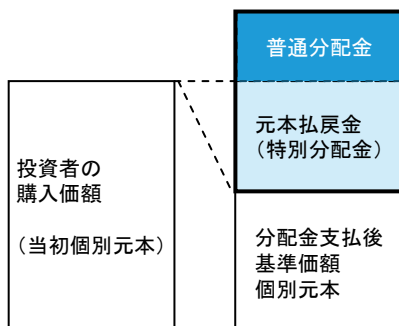 普通分配金
元本払戻金
（特別分配金）
投資者の
購入価額
（当初個別元本）
分配金支払後
基準価額
個別元本